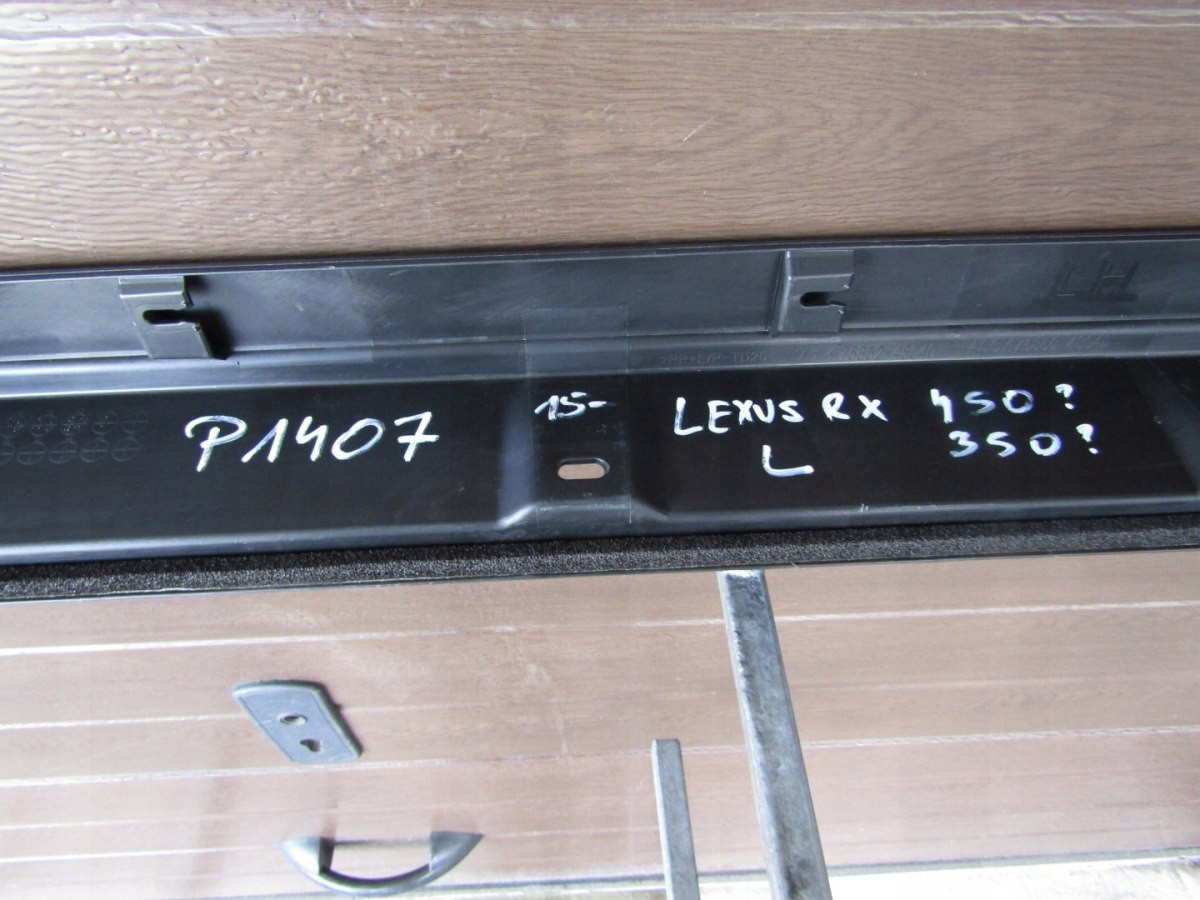 LH
P1407
15-
LEXUS RX 450?
350?
L